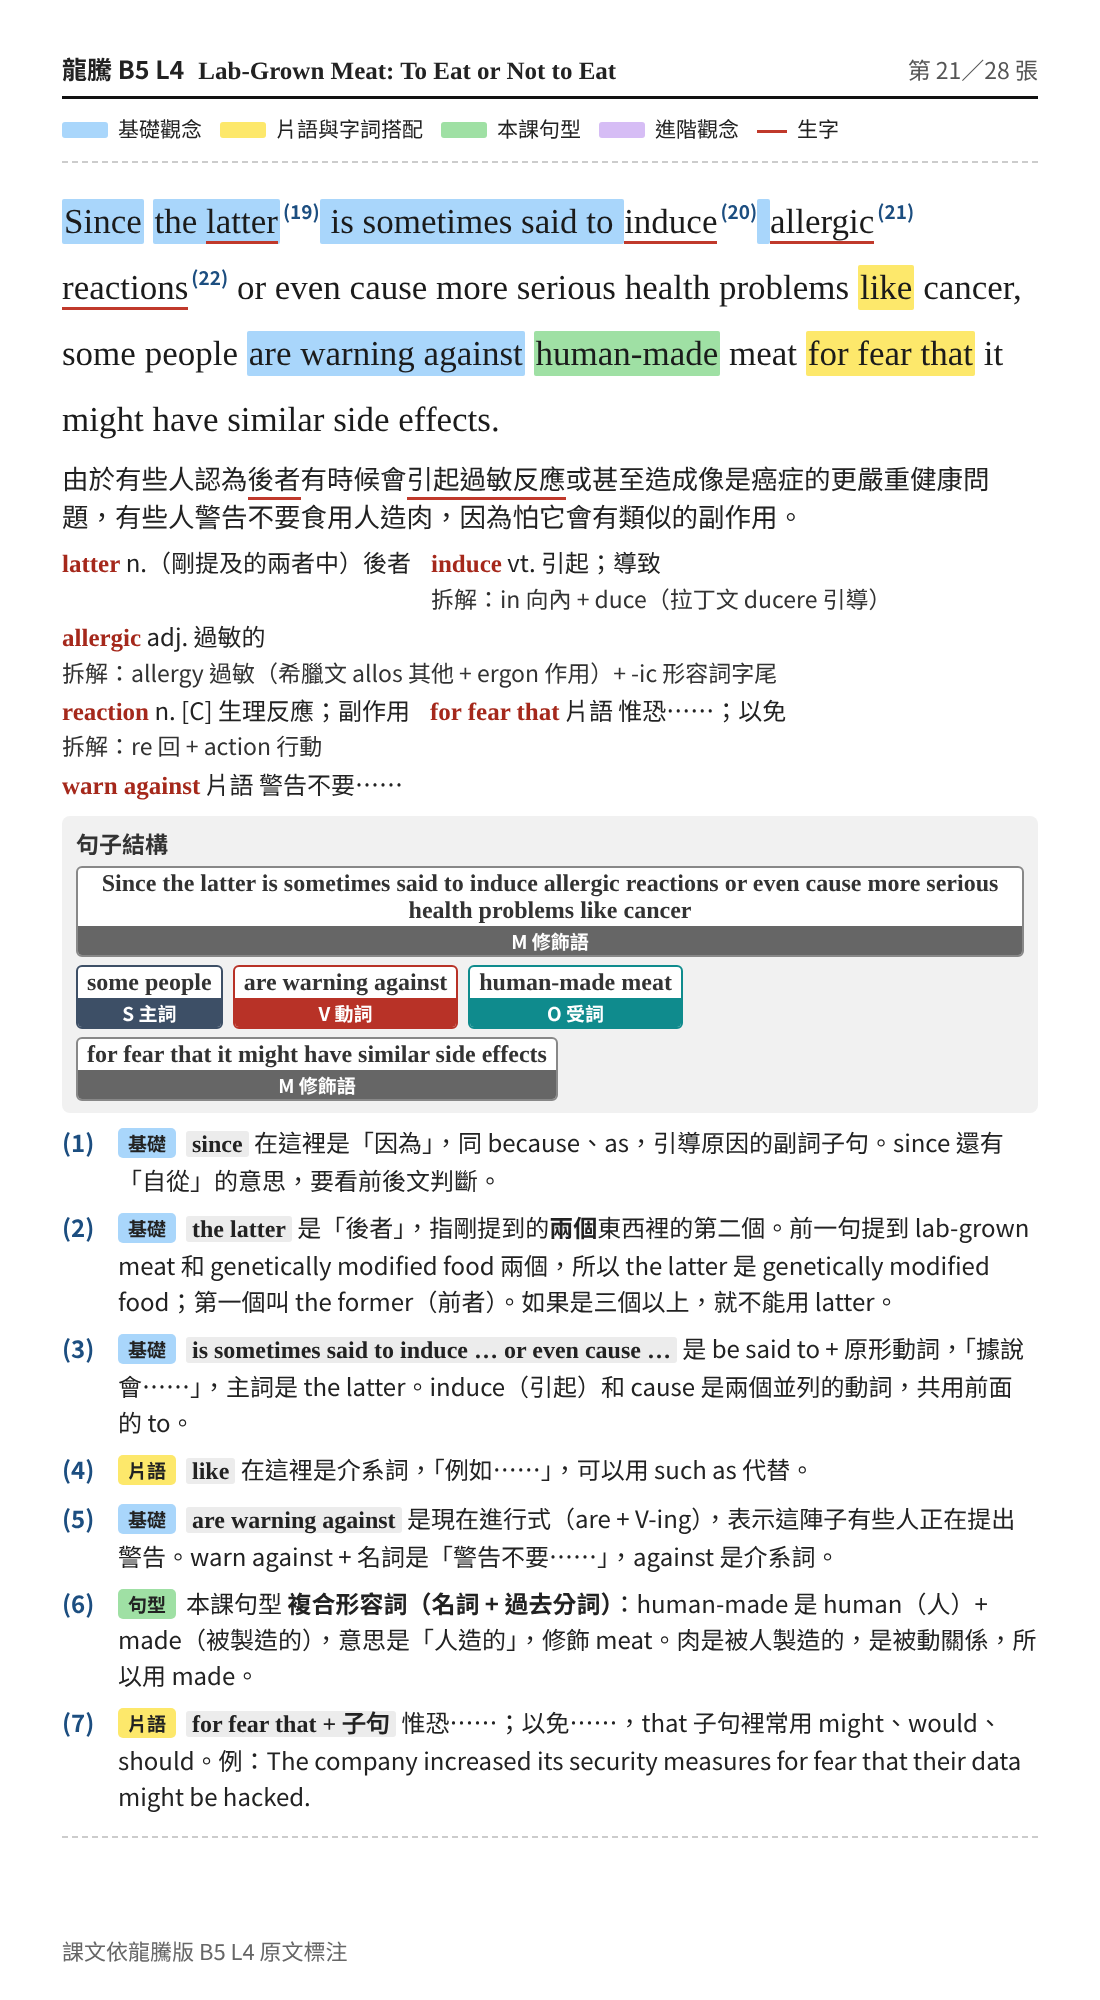 龍騰 B5 L4 Lab-Grown Meat: To Eat or Not to Eat
第 21／28 張
基礎觀念 片語與字詞搭配 本課句型 進階觀念 生字
Since the latter(19) is sometimes said to induce(20) allergic(21)
reactions(22) or even cause more serious health problems like cancer,
some people are warning against human-made meat for fear that it
might have similar side effects.
由於有些人認為後者有時候會引起過敏反應或甚至造成像是癌症的更嚴重健康問
題，有些人警告不要食用人造肉，因為怕它會有類似的副作用。
latter n.（剛提及的兩者中）後者 induce vt. 引起；導致
拆解：in 向內 + duce（拉丁文 ducere 引導）
allergic adj. 過敏的
拆解：allergy 過敏（希臘文 allos 其他 + ergon 作用）+ -ic 形容詞字尾
reaction n. [C] 生理反應；副作用 for fear that 片語 惟恐……；以免
拆解：re 回 + action 行動
warn against 片語 警告不要……
句子結構
Since the latter is sometimes said to induce allergic reactions or even cause more serious
health problems like cancer
M 修飾語
some people are warning against human-made meat
S 主詞 V 動詞 O 受詞
for fear that it might have similar side effects
M 修飾語
(1) 基礎 since 在這裡是「因為」，同 because、as，引導原因的副詞子句。since 還有
「自從」的意思，要看前後文判斷。
(2) 基礎 the latter 是「後者」，指剛提到的兩個東西裡的第二個。前一句提到 lab-grown
meat 和 genetically modified food 兩個，所以 the latter 是 genetically modified
food；第一個叫 the former（前者）。如果是三個以上，就不能用 latter。
(3) 基礎 is sometimes said to induce … or even cause … 是 be said to + 原形動詞，「據說
會……」，主詞是 the latter。induce（引起）和 cause 是兩個並列的動詞，共用前面
的 to。
(4) 片語 like 在這裡是介系詞，「例如……」，可以用 such as 代替。
(5) 基礎 are warning against 是現在進行式（are + V-ing），表示這陣子有些人正在提出
警告。warn against + 名詞是「警告不要……」，against 是介系詞。
(6) 句型 本課句型 複合形容詞（名詞 + 過去分詞）：human-made 是 human（人）+
made（被製造的），意思是「人造的」，修飾 meat。肉是被人製造的，是被動關係，所
以用 made。
(7) 片語 for fear that + 子句 惟恐……；以免……，that 子句裡常用 might、would、
should。例：The company increased its security measures for fear that their data
might be hacked.
課文依龍騰版 B5 L4 原文標注